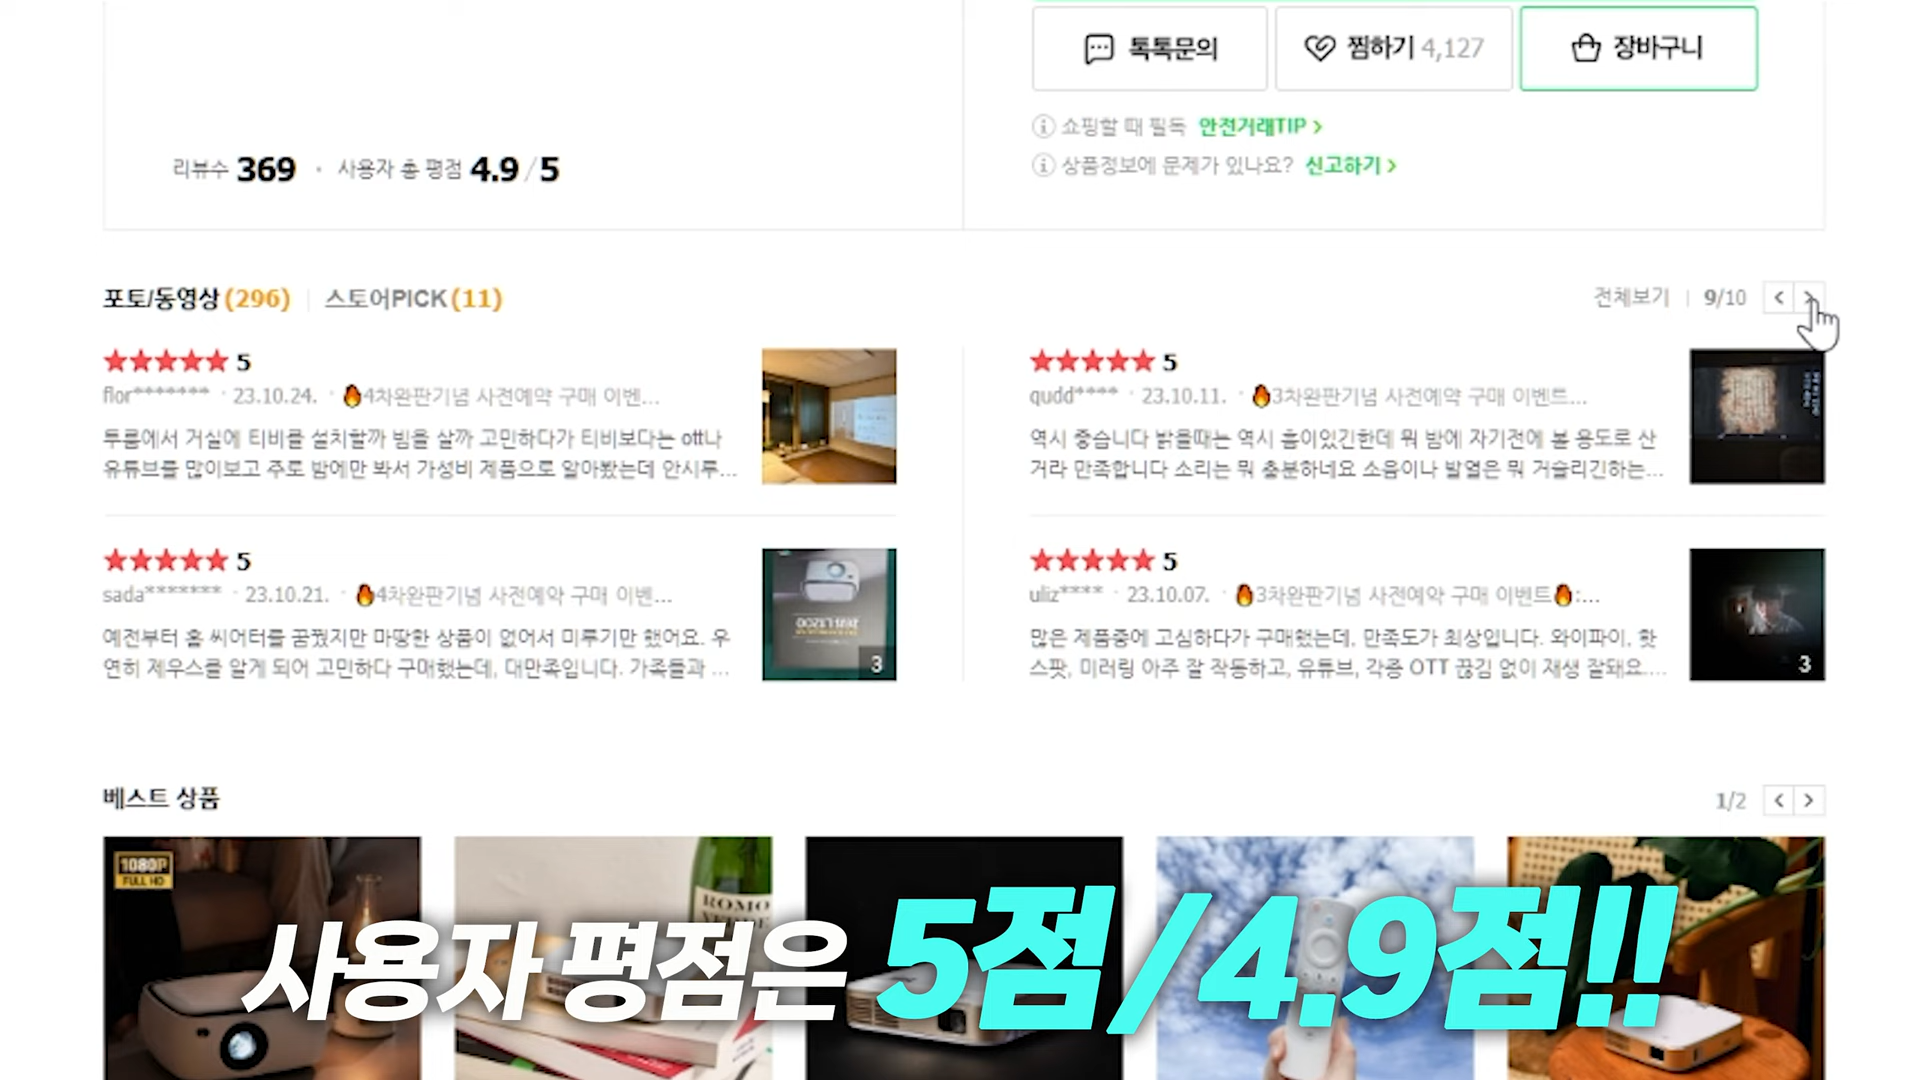 톡톡문의
찜하기 4,127
장바구니
쇼핑할 때 필독 안전거래TIP
상품정보에 문제가 있나요? 신고하기
리뷰수 369 · 사용자 총 평점 4.9 / 5
포토/동영상 (296) 스토어PICK (11)
전체보기 9/10
5
flor******* · 23.10.24. · 🔥4차완판기념 사전예약 구매 이벤...
투룸에서 거실에 티비를 설치할까 빔을 살까 고민하다가 티비보다는 ott나
유튜브를 많이보고 주로 밤에만 봐서 가성비 제품으로 알아봤는데 안시루...
5
qudd**** · 23.10.11. · 🔥3차완판기념 사전예약 구매 이벤트...
역시 좋습니다 밝을때는 역시 흠이있긴한데 뭐 밤에 자기전에 볼 용도로 산
거라 만족합니다 소리는 뭐 충분하네요 소음이나 발열은 뭐 거슬리긴하는...
5
sada******* · 23.10.21. · 🔥4차완판기념 사전예약 구매 이벤...
예전부터 홈 씨어터를 꿈꿨지만 마땅한 상품이 없어서 미루기만 했어요. 우
연히 제우스를 알게 되어 고민하다 구매했는데, 대만족입니다. 가족들과 ...
3
5
uliz**** · 23.10.07. · 🔥3차완판기념 사전예약 구매 이벤트🔥:...
많은 제품중에 고심하다가 구매했는데, 만족도가 최상입니다. 와이파이, 핫
스팟, 미러링 아주 잘 작동하고, 유튜브, 각종 OTT 끊김 없이 재생 잘돼요....
3
베스트 상품
1/2
1080P
FULL HD
ROMO
사용자 평점은 5점/4.9점!!